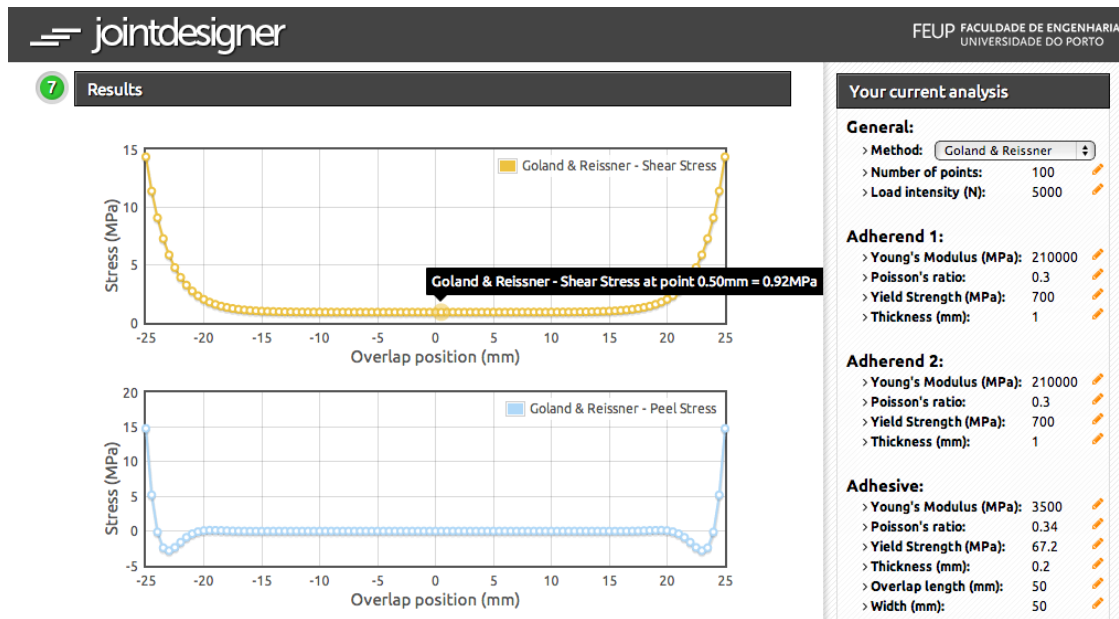 jointdesigner
FEUP FACULDADE DE ENGENHARIA
UNIVERSIDADE DO PORTO
7
Results
15
10
5
0
Stress (MPa)
Goland & Reissner - Shear Stress
Goland & Reissner - Shear Stress at point 0.50mm = 0.92MPa
-25 -20 -15 -10 -5 0 5 10 15 20 25
Overlap position (mm)
20
15
10
5
0
-5
Stress (MPa)
Goland & Reissner - Peel Stress
-25 -20 -15 -10 -5 0 5 10 15 20 25
Overlap position (mm)
Your current analysis
General:
> Method: Goland & Reissner
> Number of points: 100
> Load intensity (N): 5000
Adherend 1:
> Young's Modulus (MPa): 210000
> Poisson's ratio: 0.3
> Yield Strength (MPa): 700
> Thickness (mm): 1
Adherend 2:
> Young's Modulus (MPa): 210000
> Poisson's ratio: 0.3
> Yield Strength (MPa): 700
> Thickness (mm): 1
Adhesive:
> Young's Modulus (MPa): 3500
> Poisson's ratio: 0.34
> Yield Strength (MPa): 67.2
> Thickness (mm): 0.2
> Overlap length (mm): 50
> Width (mm): 50